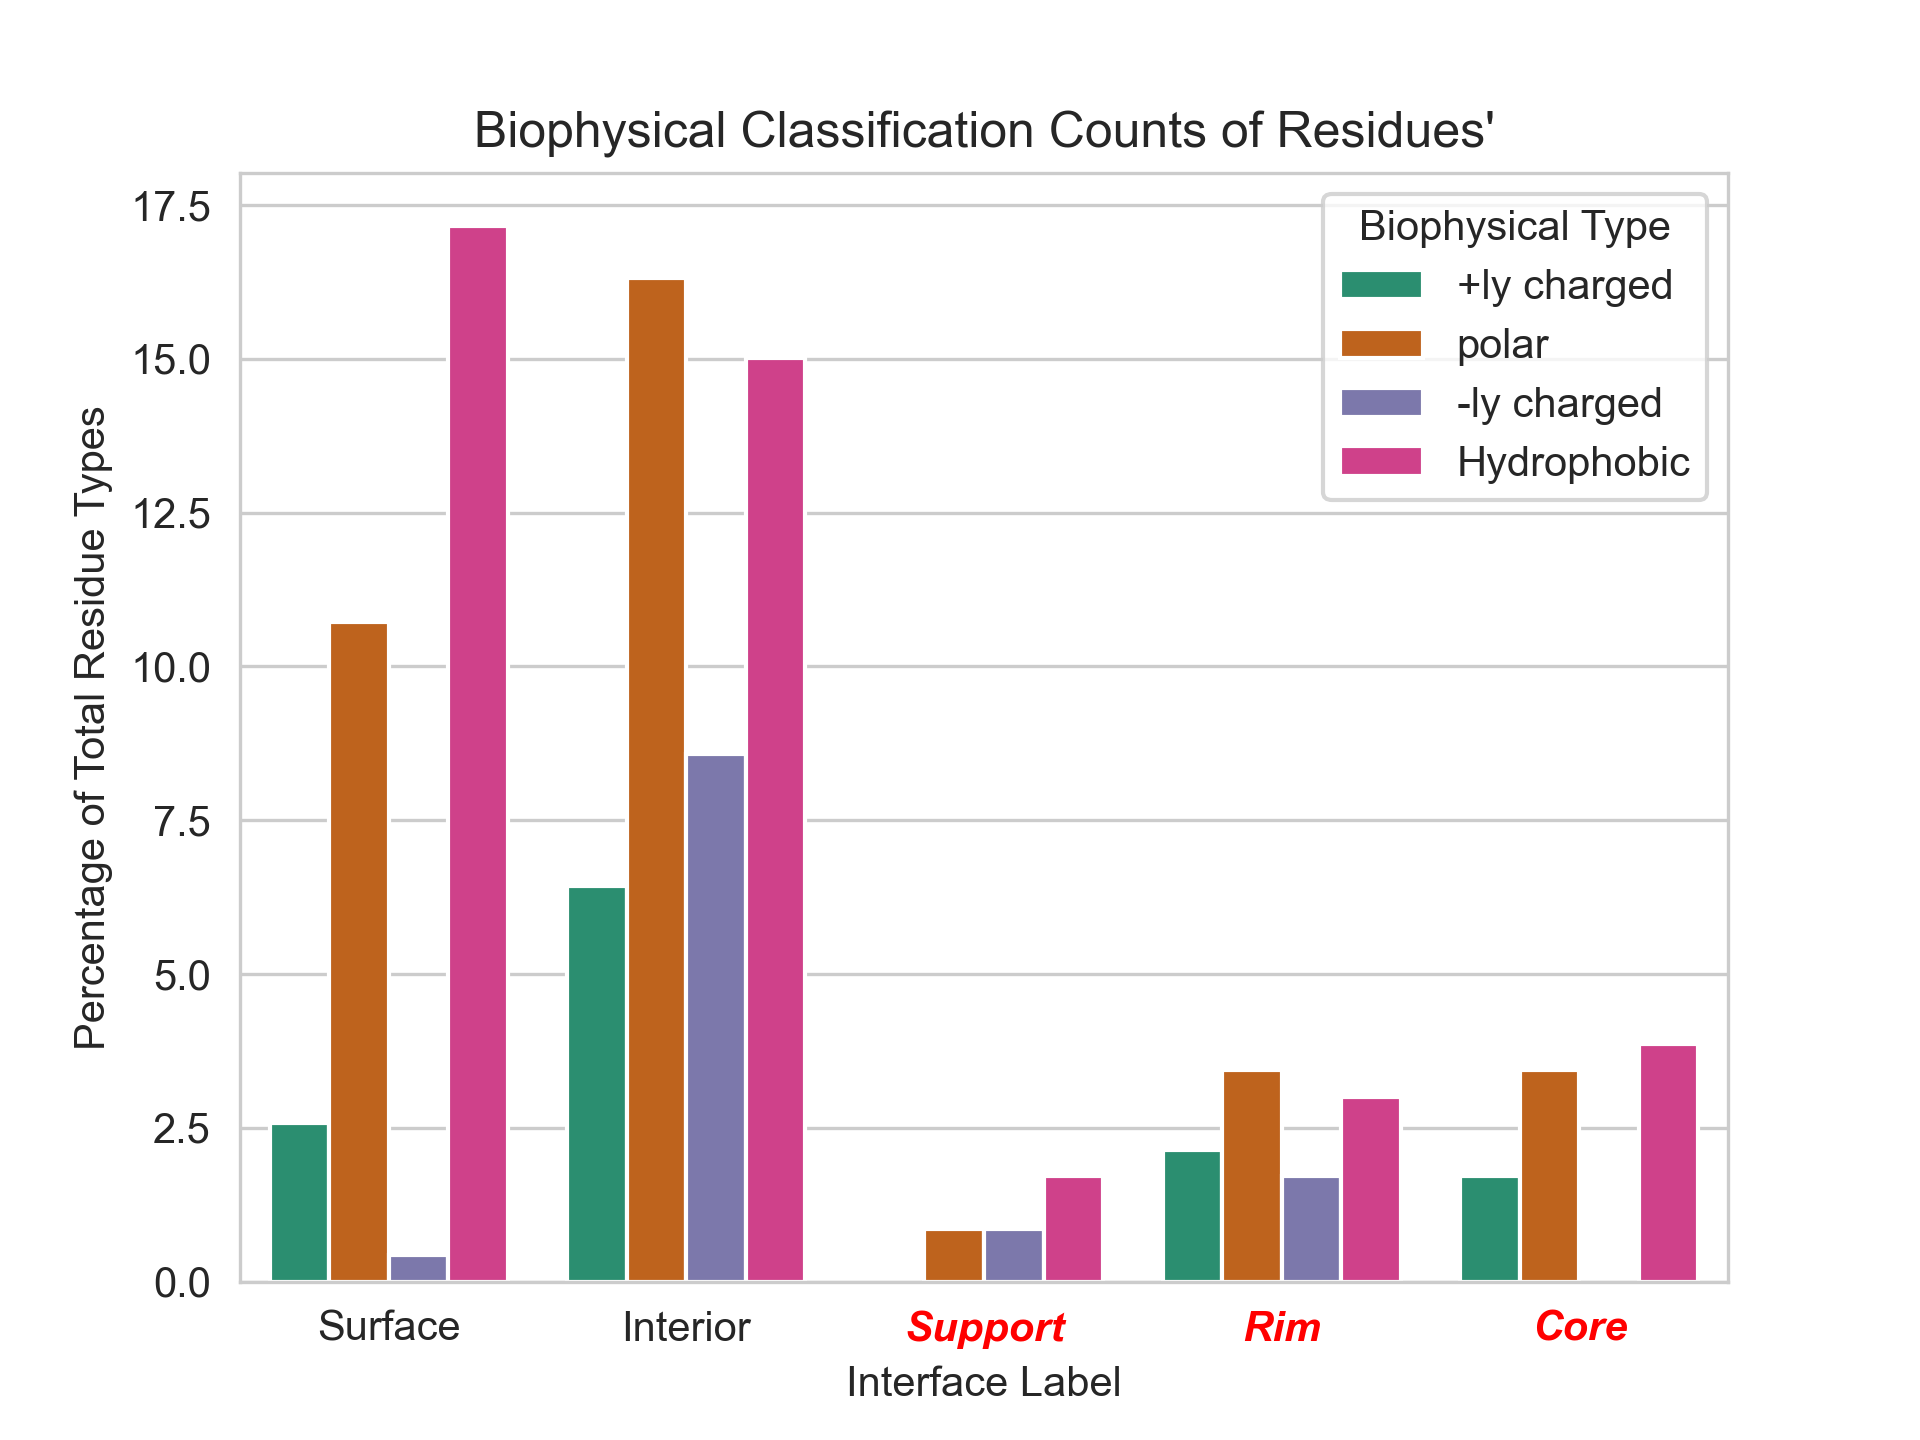 Biophysical Classification Counts of Residues'
17.5
15.0
12.5
10.0
7.5
5.0
2.5
0.0
Percentage of Total Residue Types
Biophysical Type
+ly charged
polar
-ly charged
Hydrophobic
Surface
Interior
Support
Rim
Core
Interface Label